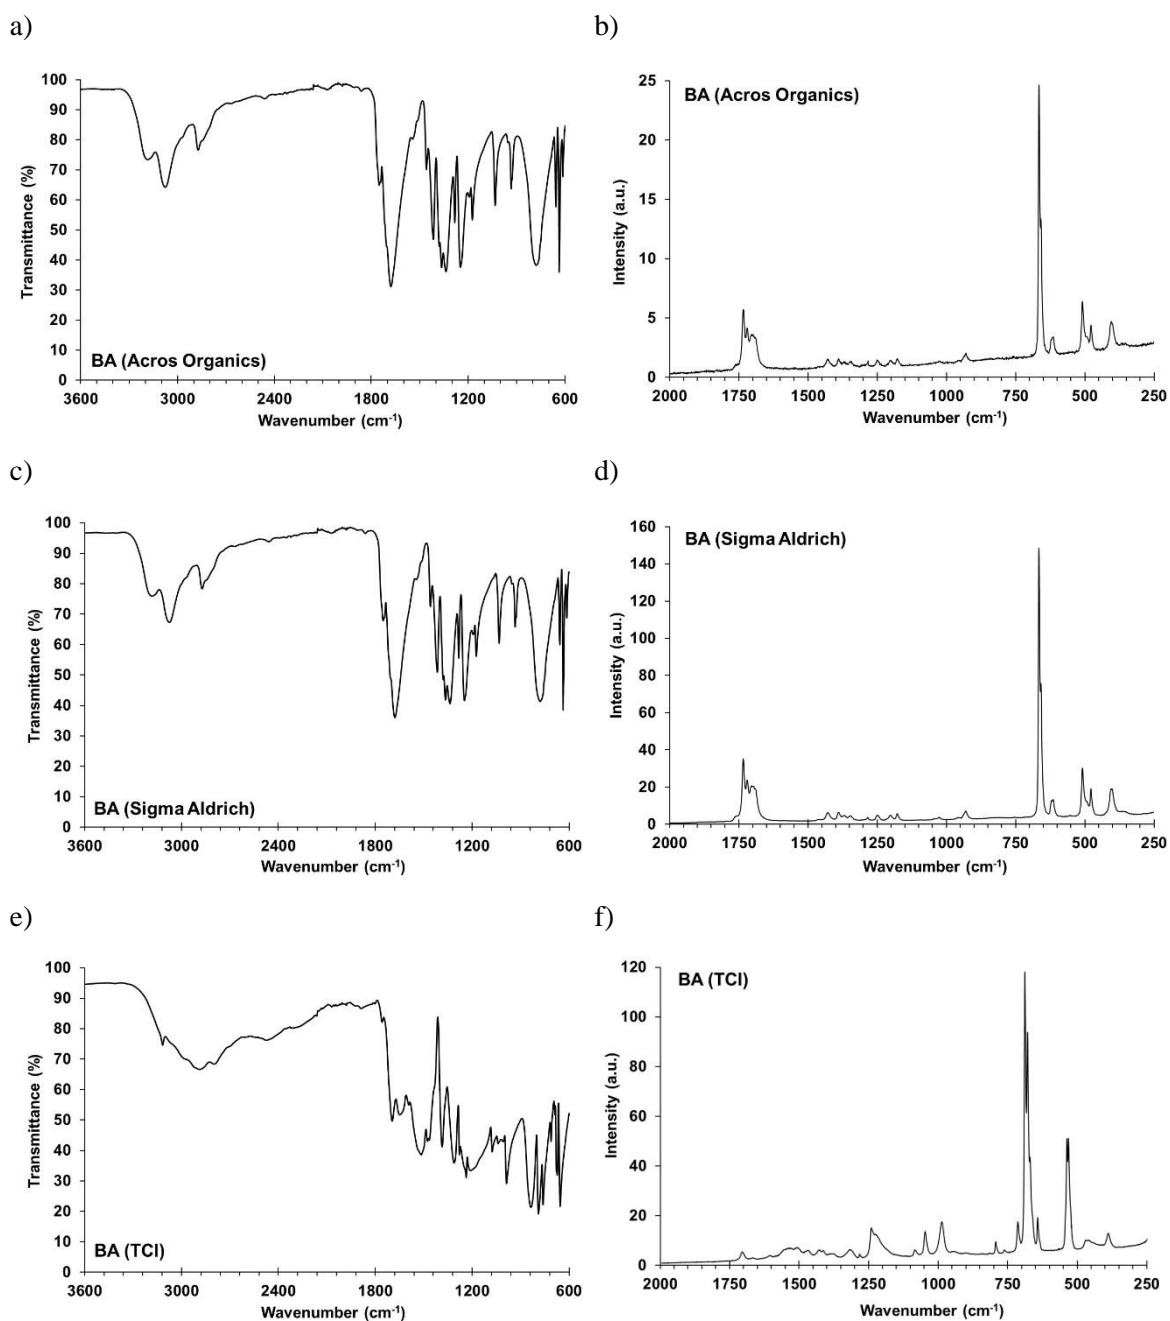 a)
b)
100
90
80
70
60
50
40
30
20
10
0
Transmittance (%)
BA (Acros Organics)
3600 3000 2400 1800 1200 600
Wavenumber (cm-1)
25
20
15
10
5
0
Intensity (a.u.)
BA (Acros Organics)
2000 1750 1500 1250 1000 750 500 250
Wavenumber (cm-1)
c)
d)
100
90
80
70
60
50
40
30
20
10
0
Transmittance (%)
BA (Sigma Aldrich)
3600 3000 2400 1800 1200 600
Wavenumber (cm-1)
160
140
120
100
80
60
40
20
0
Intensity (a.u.)
BA (Sigma Aldrich)
2000 1750 1500 1250 1000 750 500 250
Wavenumber (cm-1)
e)
f)
100
90
80
70
60
50
40
30
20
10
0
Transmittance (%)
BA (TCI)
3600 3000 2400 1800 1200 600
Wavenumber (cm-1)
120
100
80
60
40
20
0
Intensity (a.u.)
BA (TCI)
2000 1750 1500 1250 1000 750 500 250
Wavenumber (cm-1)